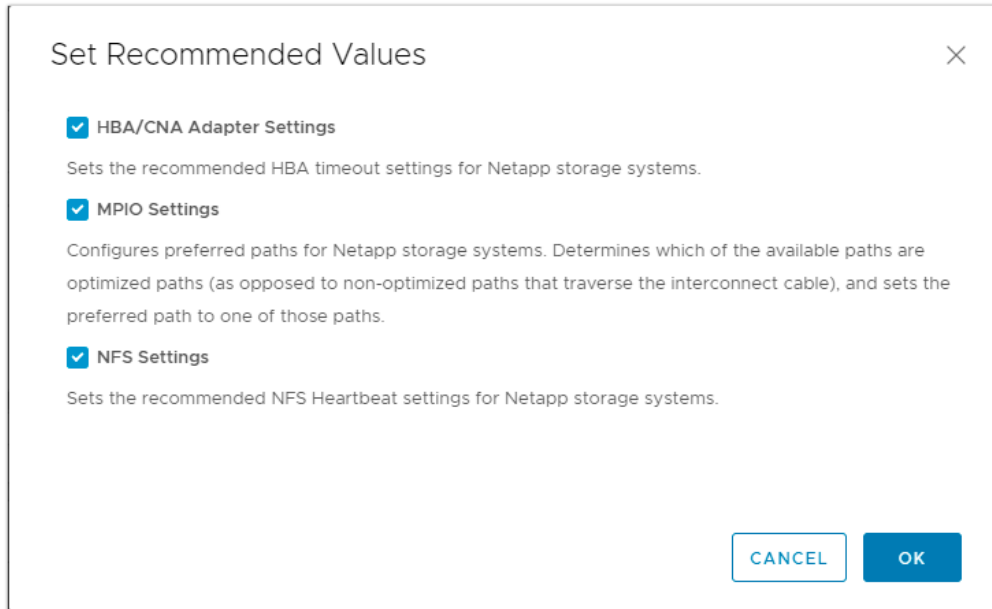 Set Recommended Values
HBA/CNA Adapter Settings
Sets the recommended HBA timeout settings for Netapp storage systems.
MPIO Settings
Configures preferred paths for Netapp storage systems. Determines which of the available paths are
optimized paths (as opposed to non-optimized paths that traverse the interconnect cable), and sets the
preferred path to one of those paths.
NFS Settings
Sets the recommended NFS Heartbeat settings for Netapp storage systems.
CANCEL
OK